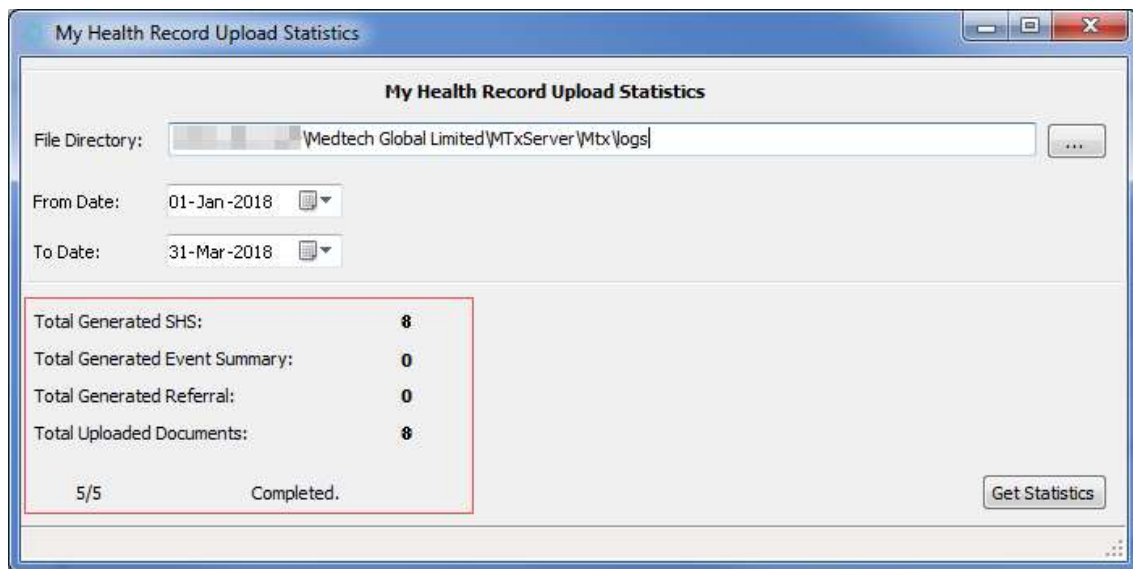 My Health Record Upload Statistics
My Health Record Upload Statistics
File Directory: \Medtech Global Limited\MTxServer\Mtx\logs ...
From Date: 01-Jan-2018
To Date: 31-Mar-2018
Total Generated SHS: 8
Total Generated Event Summary: 0
Total Generated Referral: 0
Total Uploaded Documents: 8
5/5 Completed. Get Statistics